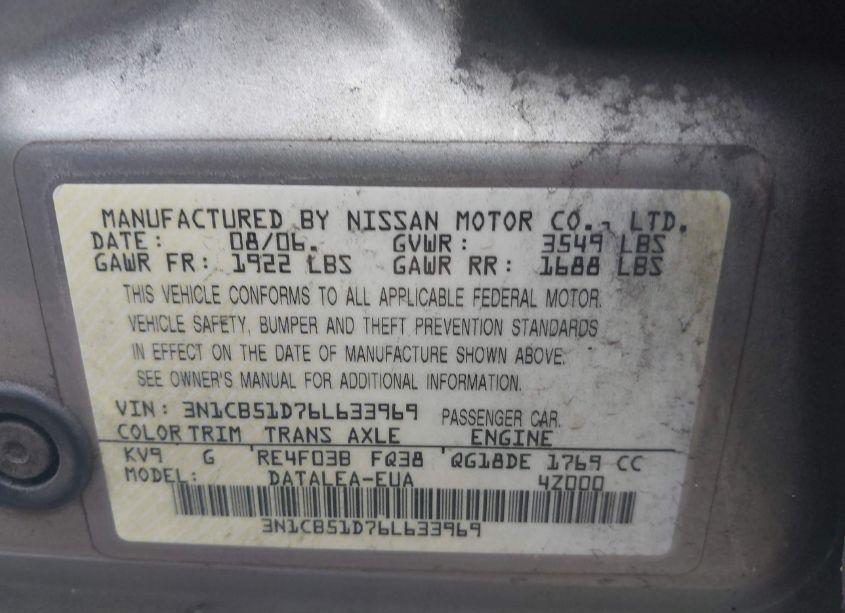 MANUFACTURED BY NISSAN MOTOR CO., LTD.
DATE: 08/06. GVWR: 3549 LBS
GAWR FR: 1922 LBS GAWR RR: 1688 LBS
THIS VEHICLE CONFORMS TO ALL APPLICABLE FEDERAL MOTOR
VEHICLE SAFETY, BUMPER AND THEFT PREVENTION STANDARDS
IN EFFECT ON THE DATE OF MANUFACTURE SHOWN ABOVE.
SEE OWNER'S MANUAL FOR ADDITIONAL INFORMATION.
VIN: 3N1CB51D76L633969 PASSENGER CAR.
COLOR TRIM TRANS AXLE ENGINE
KV9 G RE4F03B FQ38 QG18DE 1769 CC
MODEL: DATALEA-EUA 4Z000
3N1CB51D76L633969